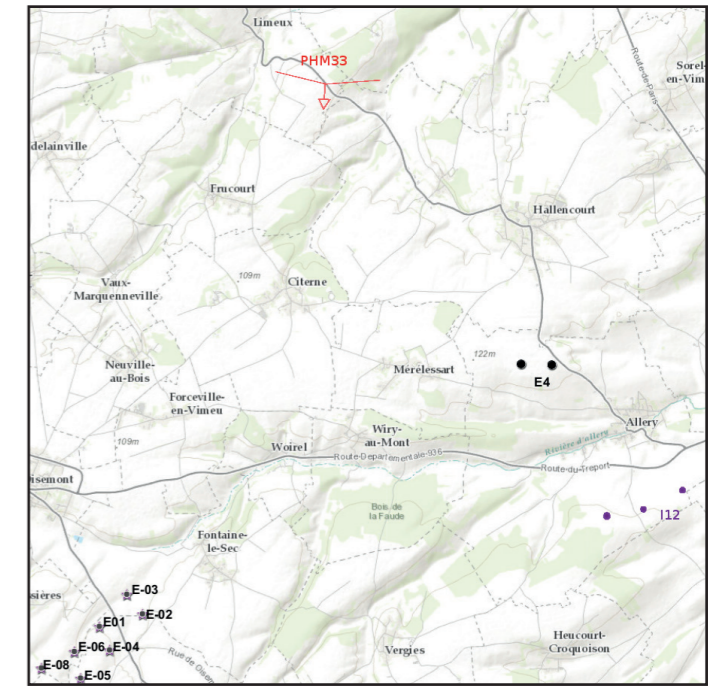 Limeux
PHM33
Sorel-
en-Vim
Route-de-Paris
delainville
Frucourt
Hallencourt
109m
Citerne
Vaux-
Marquenneville
122m
Neuville-
au-Bois
Mérelessart
E4
Forceville-
en-Vimeu
Allery
109m
Wiry-
au-Mont
Woirel
Rivière d'allery
Route-Departementale-936
Route-du-Treport
isemont
Bois de
la Faude
I12
Fontaine-
le-Sec
sières
E-03
E-02
E01
Heucourt-
Croquoison
E-06
E-04
Vergies
Rue de Oisem
E-08
E-05